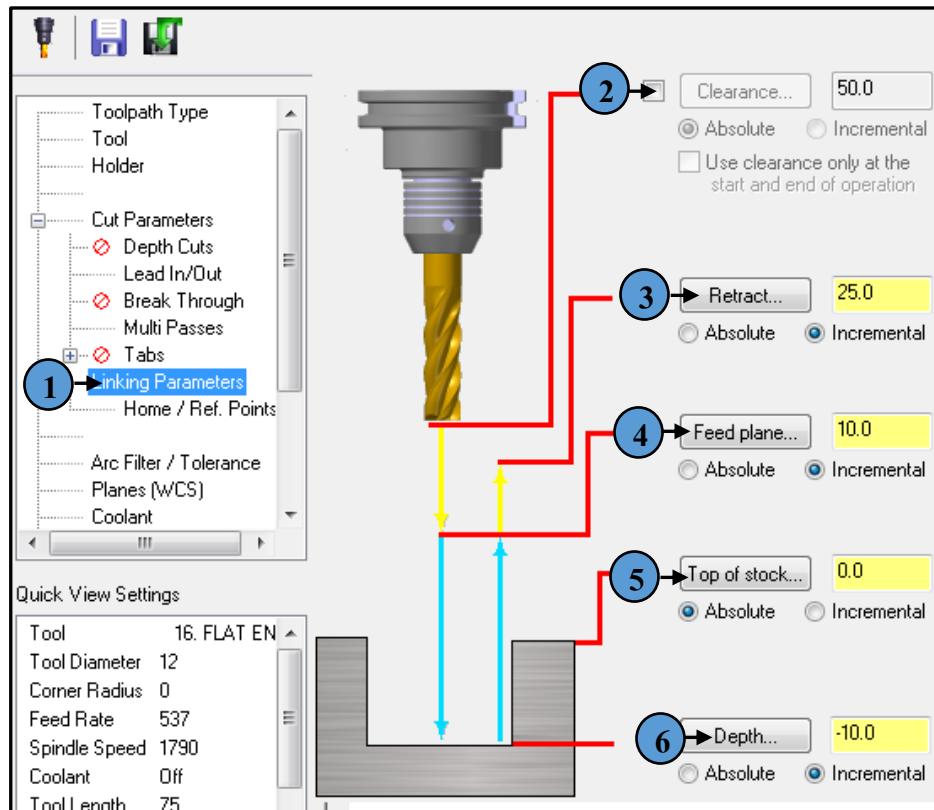 Toolpath Type
Tool
Holder
Cut Parameters
Depth Cuts
Lead In/Out
Break Through
Multi Passes
Tabs
1
Linking Parameters
Home / Ref. Points
Arc Filter / Tolerance
Planes (WCS)
Coolant
Quick View Settings
Tool 16. FLAT EN
Tool Diameter 12
Corner Radius 0
Feed Rate 537
Spindle Speed 1790
Coolant Off
Tool Length 75
2 Clearance... 50.0
Absolute Incremental
Use clearance only at the
start and end of operation
3 Retract... 25.0
Absolute Incremental
4 Feed plane... 10.0
Absolute Incremental
5 Top of stock... 0.0
Absolute Incremental
6 Depth... -10.0
Absolute Incremental